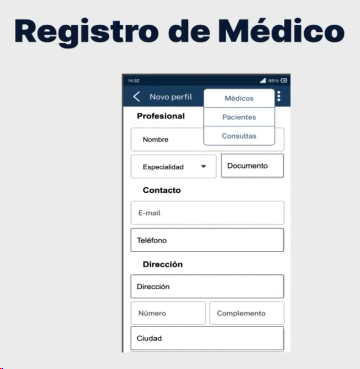 Registro de Médico
14:32
85%
Novo perfil
Médicos
Pacientes
Consultas
Profesional
Nombre
Especialidad
Documento
Contacto
E-mail
Teléfono
Dirección
Dirección
Número
Complemento
Ciudad